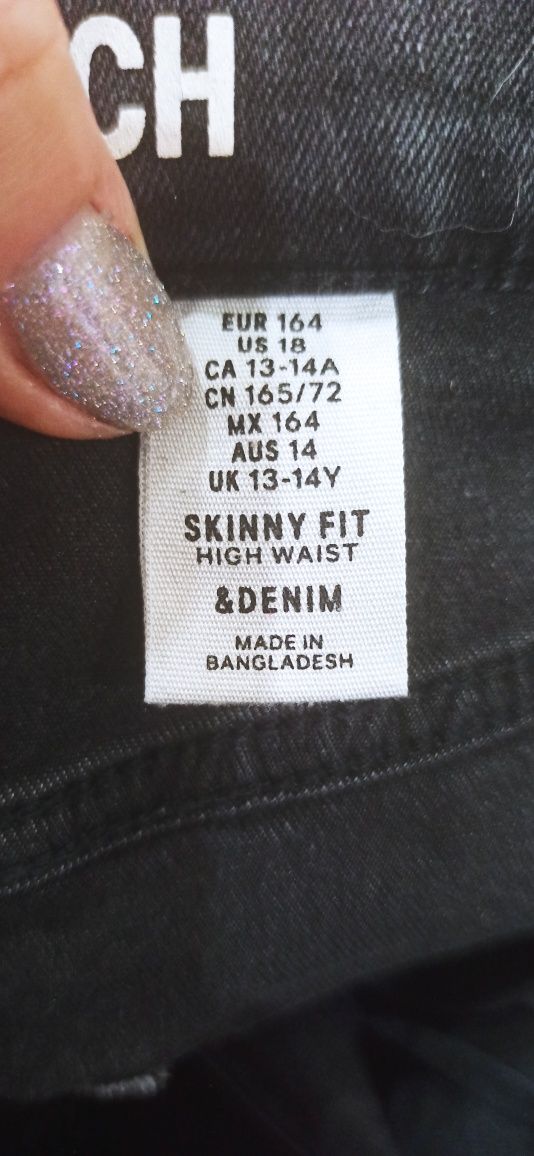 CH
EUR 164
US 18
CA 13-14A
CN 165/72
MX 164
AUS 14
UK 13-14Y
SKINNY FIT
HIGH WAIST
&DENIM
MADE IN
BANGLADESH